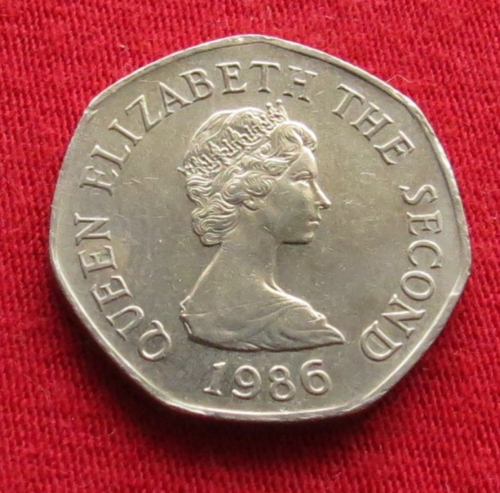 QUEEN ELIZABETH THE SECOND
1986